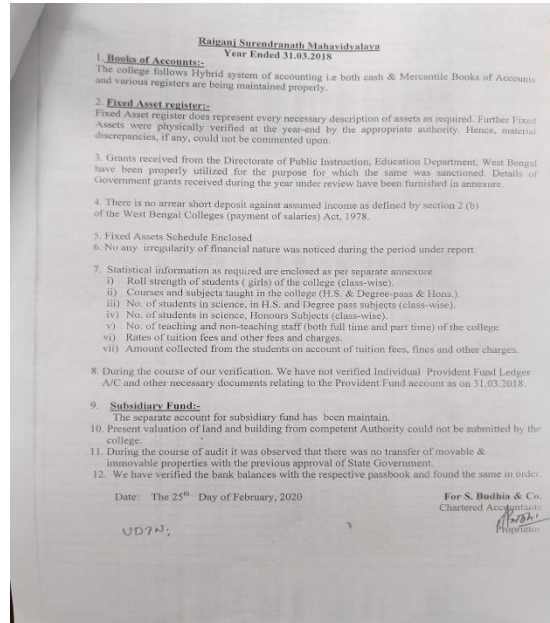 Raiganj Surendranath Mahavidyalaya
Year Ended 31.03.2018
1. Books of Accounts:-
The college follows Hybrid system of accounting i.e both cash & Mercantile Books of Accounts
and various registers are being maintained properly.
2. Fixed Asset register:-
Fixed Asset register does represent every necessary description of assets as required. Further Fixed
Assets were physically verified at the year-end by the appropriate authority. Hence, material
discrepancies, if any, could not be commented upon.
3. Grants received from the Directorate of Public Instruction, Education Department, West Bengal
have been properly utilized for the purpose for which the same was sanctioned. Details of
Government grants received during the year under review have been furnished in annexure.
4. There is no arrear short deposit against assumed income as defined by section 2 (b)
of the West Bengal Colleges (payment of salaries) Act, 1978.
5. Fixed Assets Schedule Enclosed
6. No any irregularity of financial nature was noticed during the period under report
7. Statistical information as required are enclosed as per separate annexure.
i) Roll strength of students ( girls) of the college (class-wise).
ii) Courses and subjects taught in the college (H.S. & Degree-pass & Hons.).
iii) No. of students in science, in H.S. and Degree pass subjects (class-wise).
iv) No. of students in science, Honours Subjects (class-wise).
v) No. of teaching and non-teaching staff (both full time and part time) of the college.
vi) Rates of tuition fees and other fees and charges.
vii) Amount collected from the students on account of tuition fees, fines and other charges.
8. During the course of our verification. We have not verified Individual Provident Fund Ledger
A/C and other necessary documents relating to the Provident Fund account as on 31.03.2018.
9. Subsidiary Fund:-
The separate account for subsidiary fund has been maintain.
10. Present valuation of land and building from competent Authority could not be submitted by the
college.
11. During the course of audit it was observed that there was no transfer of movable &
immovable properties with the previous approval of State Government.
12. We have verified the bank balances with the respective passbook and found the same in order.
Date: The 25th Day of February, 2020
For S. Budhia & Co.
Chartered Accountants
Proprietor
UDIN: